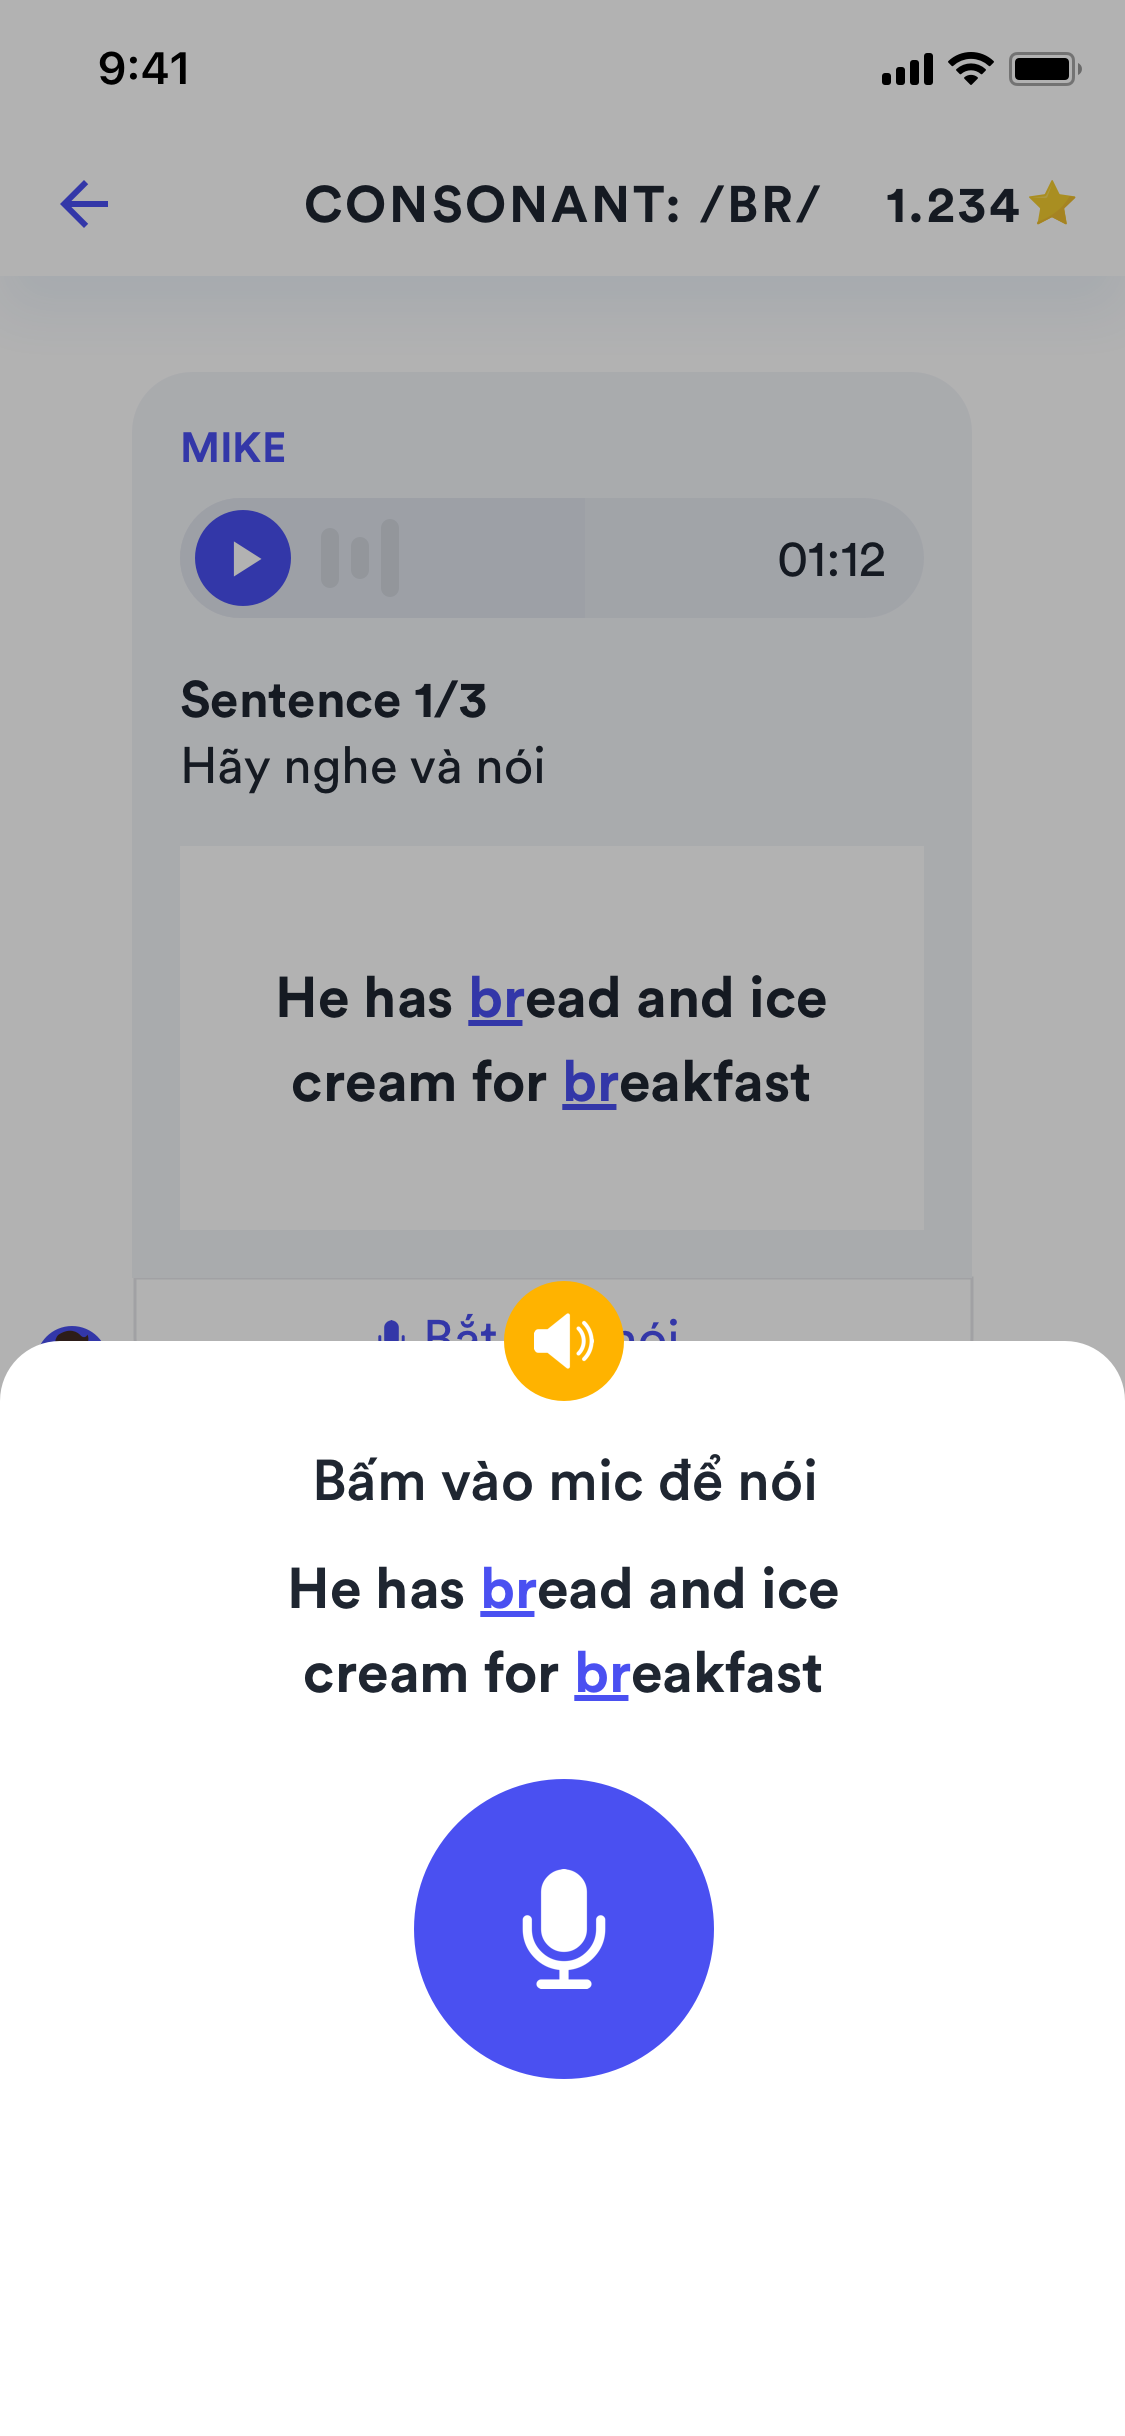 9:41
CONSONANT: /BR/ 1.234
MIKE
01:12
Sentence 1/3
Hãy nghe và nói
He has bread and ice
cream for breakfast
Bắt nói
Bấm vào mic để nói
He has bread and ice
cream for breakfast